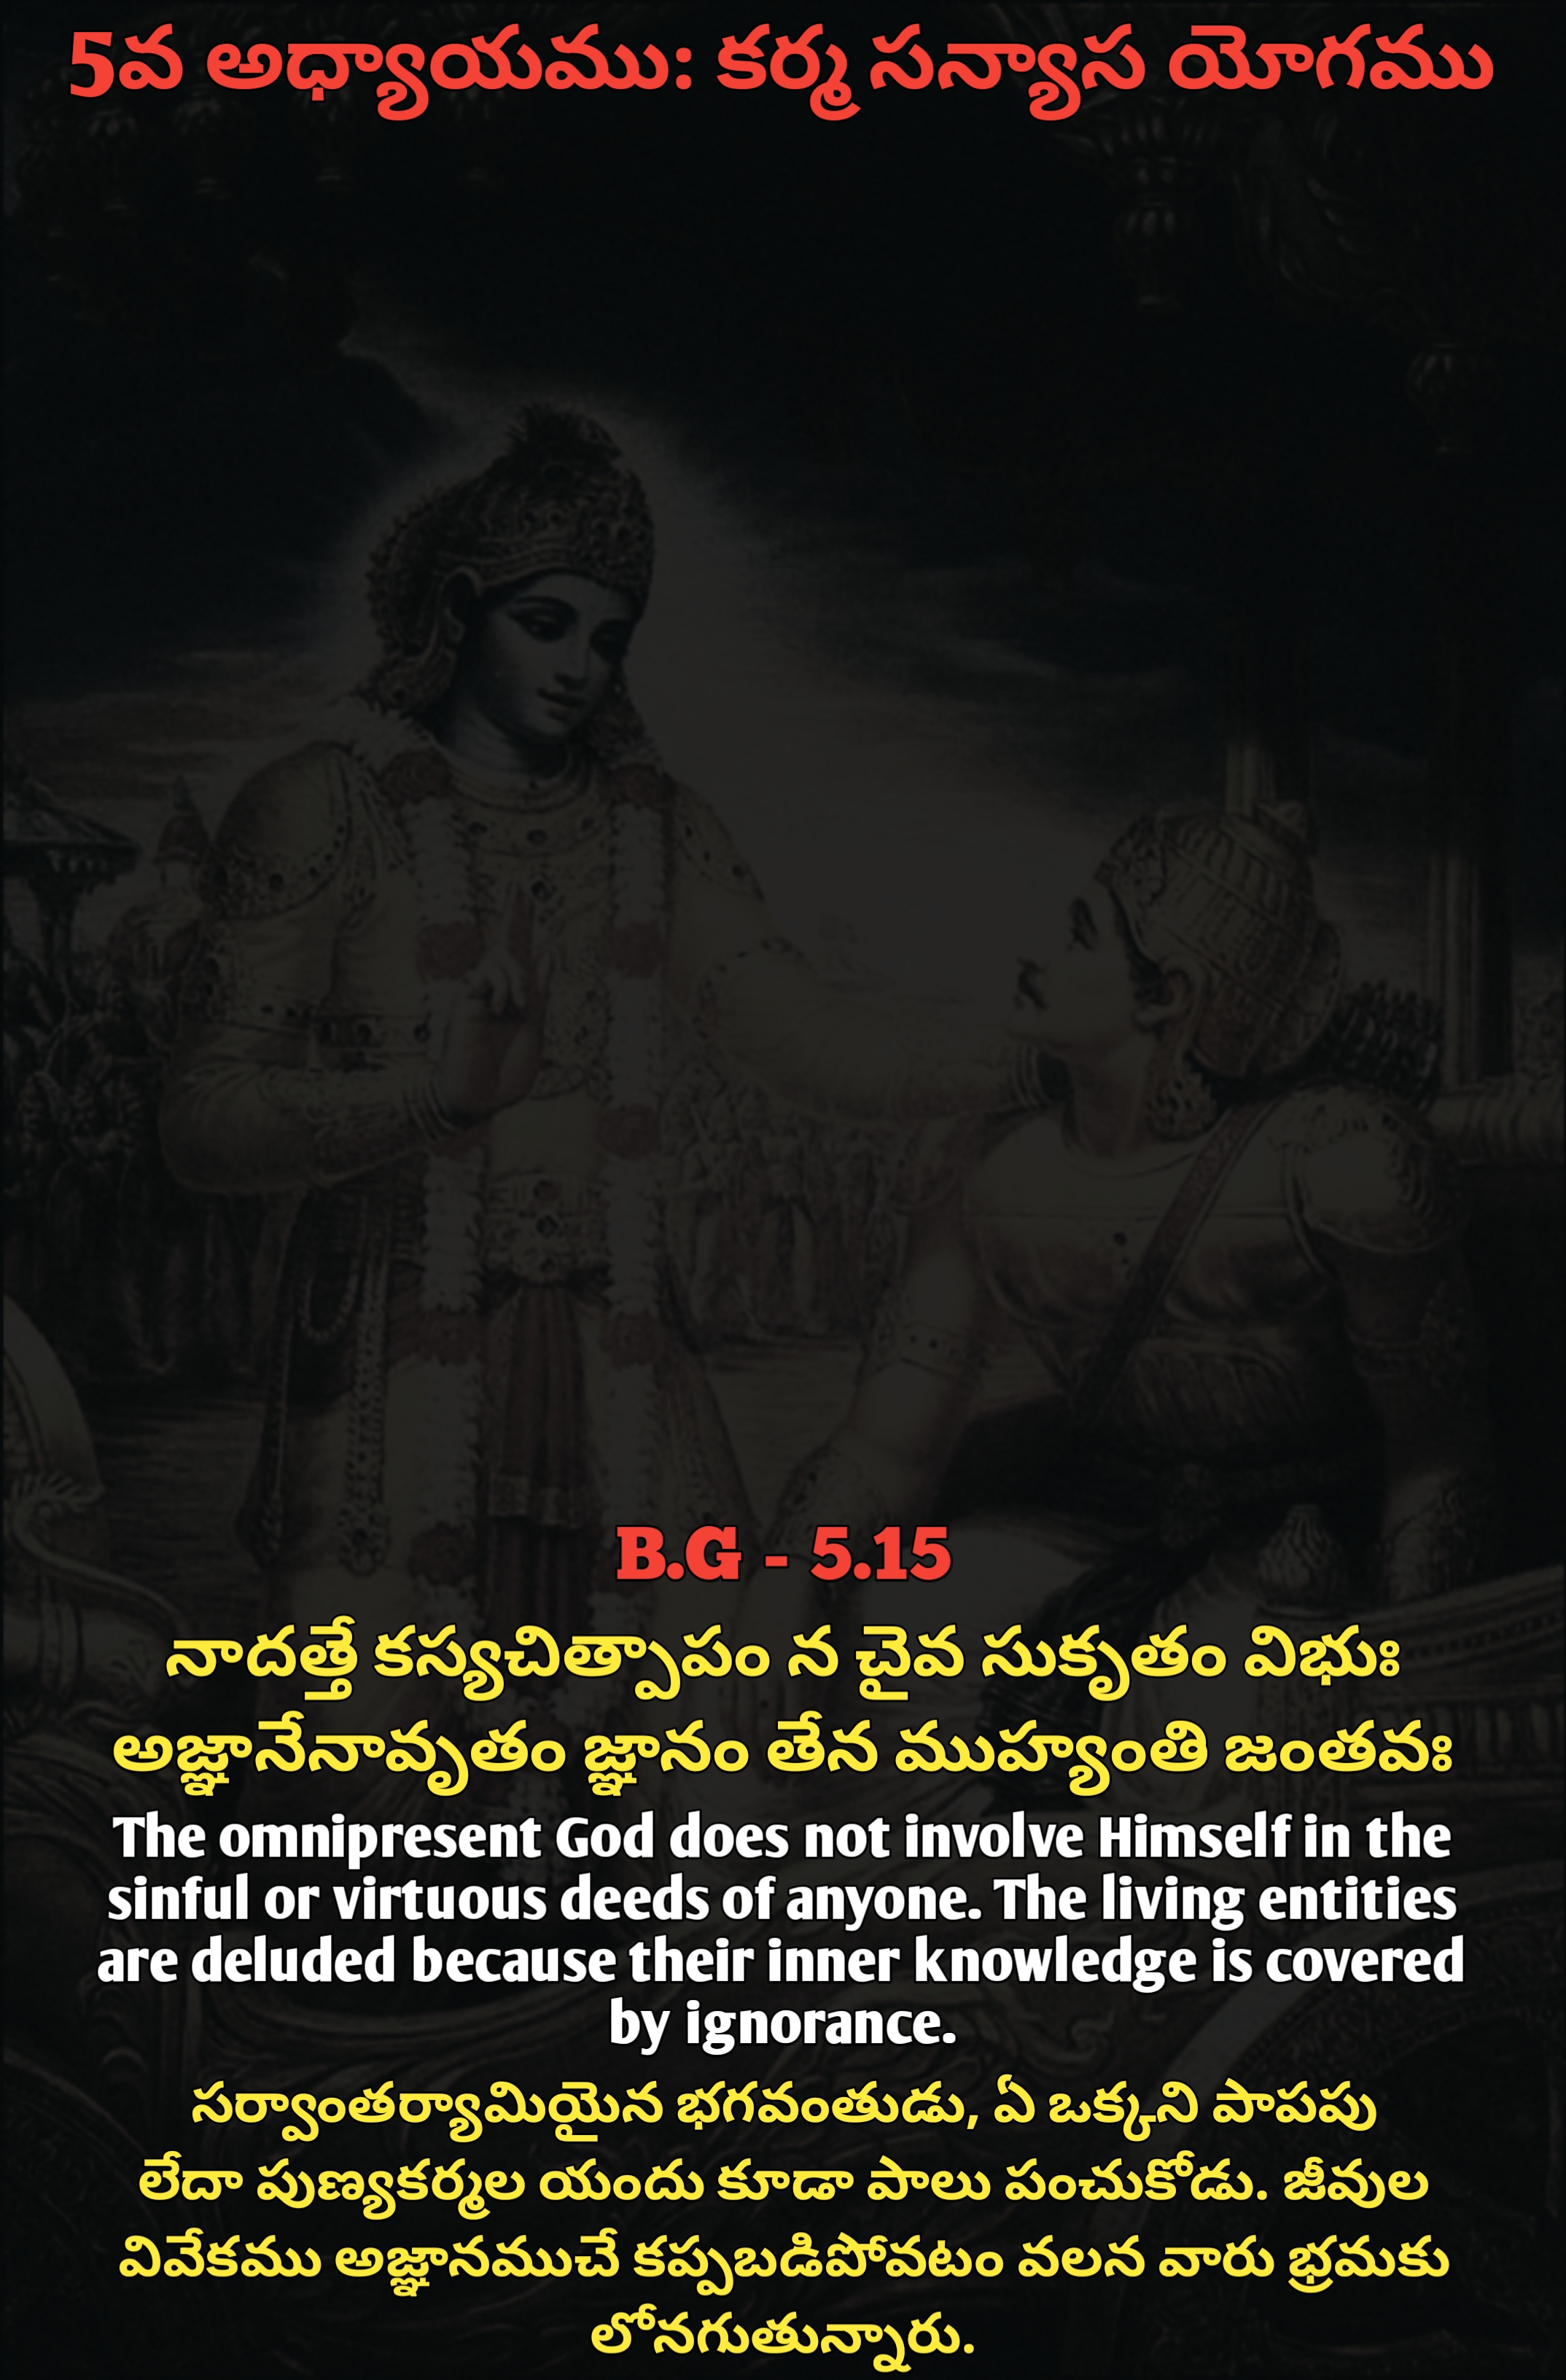 5వ అధ్యాయము: కర్మ సన్యాస యోగము
B.G - 5.15
నాదత్తే కస్యచిత్పాపం న చైవ సుకృతం విభుః
అజ్ఞానేనావృతం జ్ఞానం తేన ముహ్యంతి జంతవః
The omnipresent God does not involve Himself in the
sinful or virtuous deeds of anyone. The living entities
are deluded because their inner knowledge is covered
by ignorance.
సర్వాంతర్యామియైన భగవంతుడు, ఏ ఒక్కని పాపపు
లేదా పుణ్యకర్మల యందు కూడా పాలు పంచుకోడు. జీవుల
వివేకము అజ్ఞానముచే కప్పబడిపోవటం వలన వారు భ్రమకు
లోనగుతున్నారు.